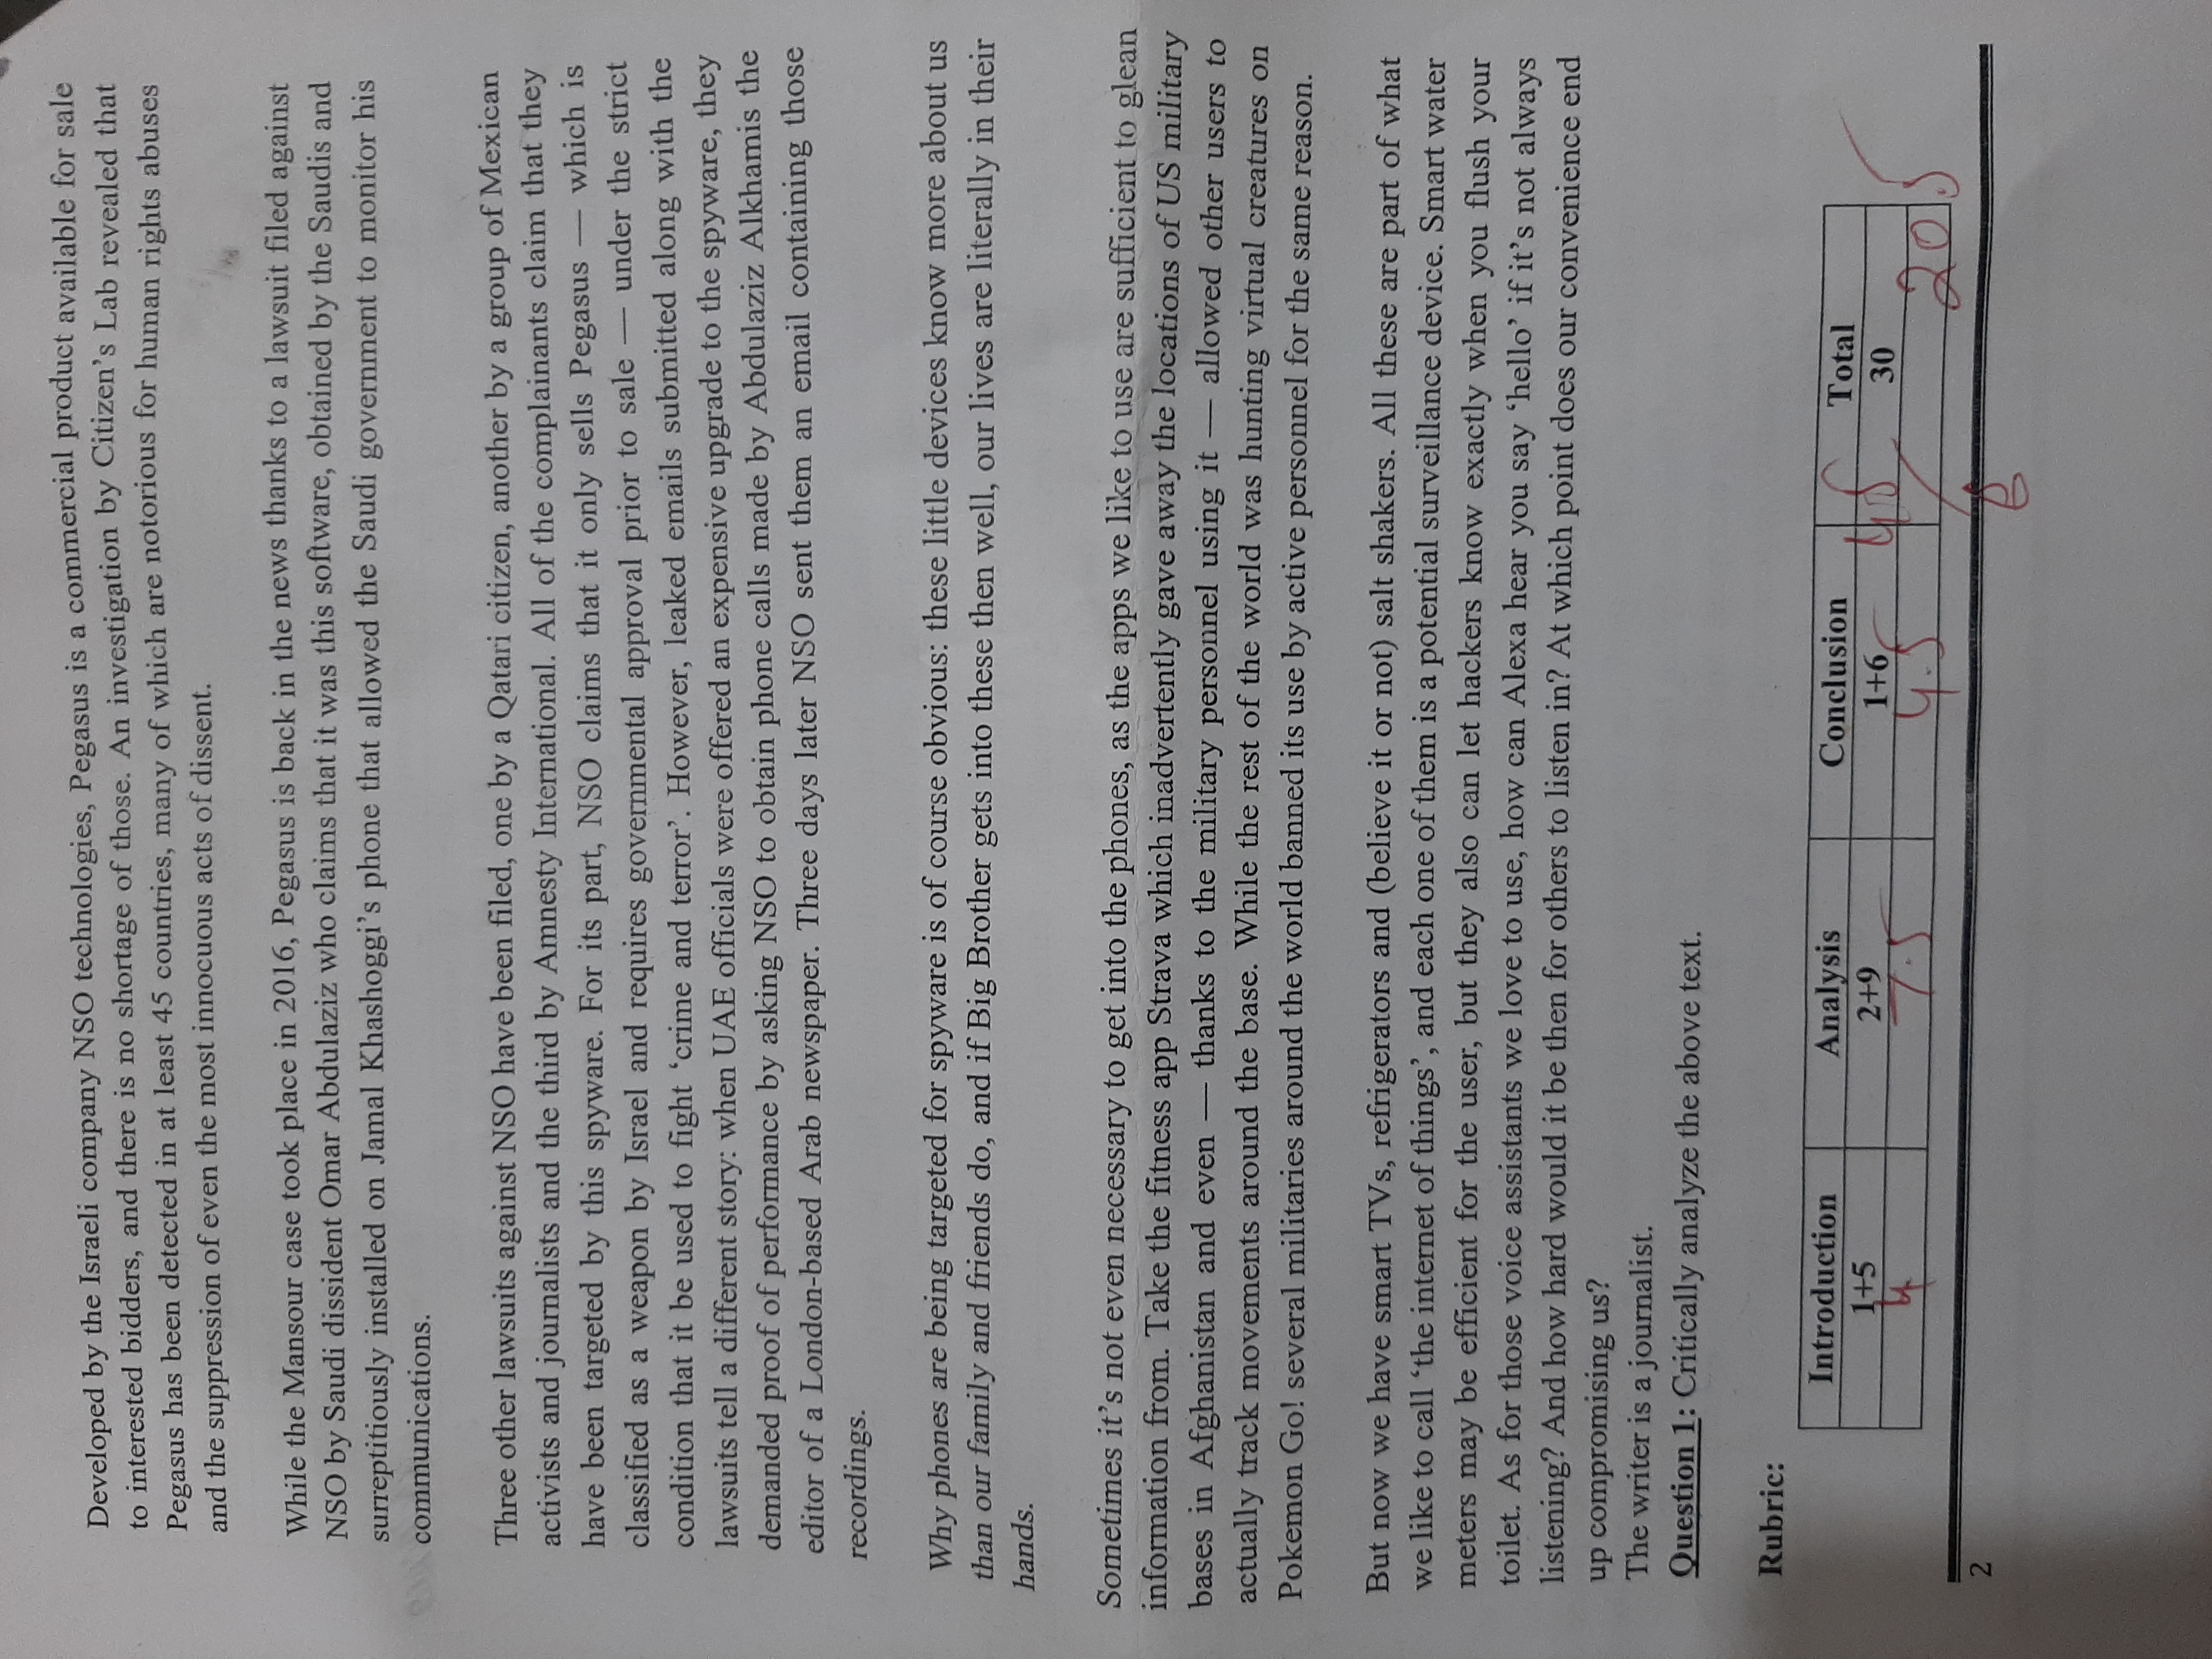 Developed by the Israeli company NSO technologies, Pegasus is a commercial product available for sale
to interested bidders, and there is no shortage of those. An investigation by Citizen's Lab revealed that
Pegasus has been detected in at least 45 countries, many of which are notorious for human rights abuses
and the suppression of even the most innocuous acts of dissent.
While the Mansour case took place in 2016, Pegasus is back in the news thanks to a lawsuit filed against
NSO by Saudi dissident Omar Abdulaziz who claims that it was this software, obtained by the Saudis and
surreptitiously installed on Jamal Khashoggi's phone that allowed the Saudi government to monitor his
communications.
Three other lawsuits against NSO have been filed, one by a Qatari citizen, another by a group of Mexican
activists and journalists and the third by Amnesty International. All of the complainants claim that they
have been targeted by this spyware. For its part, NSO claims that it only sells Pegasus — which is
classified as a weapon by Israel and requires governmental approval prior to sale — under the strict
condition that it be used to fight 'crime and terror'. However, leaked emails submitted along with the
lawsuits tell a different story: when UAE officials were offered an expensive upgrade to the spyware, they
demanded proof of performance by asking NSO to obtain phone calls made by Abdulaziz Alkhamis the
editor of a London-based Arab newspaper. Three days later NSO sent them an email containing those
recordings.
Why phones are being targeted for spyware is of course obvious: these little devices know more about us
than our family and friends do, and if Big Brother gets into these then well, our lives are literally in their
hands.
Sometimes it's not even necessary to get into the phones, as the apps we like to use are sufficient to glean
information from. Take the fitness app Strava which inadvertently gave away the locations of US military
bases in Afghanistan and even — thanks to the military personnel using it — allowed other users to
actually track movements around the base. While the rest of the world was hunting virtual creatures on
Pokemon Go! several militaries around the world banned its use by active personnel for the same reason.
But now we have smart TVs, refrigerators and (believe it or not) salt shakers. All these are part of what
we like to call 'the internet of things', and each one of them is a potential surveillance device. Smart water
meters may be efficient for the user, but they also can let hackers know exactly when you flush your
toilet. As for those voice assistants we love to use, how can Alexa hear you say 'hello' if it's not always
listening? And how hard would it be then for others to listen in? At which point does our convenience end
up compromising us?
The writer is a journalist.
Question 1: Critically analyze the above text.
Rubric:
Introduction Analysis Conclusion Total
1+5 2+9 1+6 30
4 7.5 4.5 20.5
2